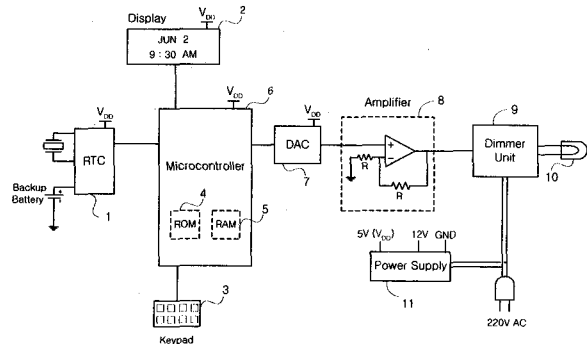 Display
V_DD
2
JUN 2
9 : 30 AM
V_DD
6
V_DD
RTC
Backup
Battery
1
Microcontroller
4
ROM
5
RAM
V_DD
DAC
7
Amplifier
8
+
−
R
R
9
Dimmer
Unit
10
5V (V_DD)
12V
GND
Power Supply
11
220V AC
3
Keypad